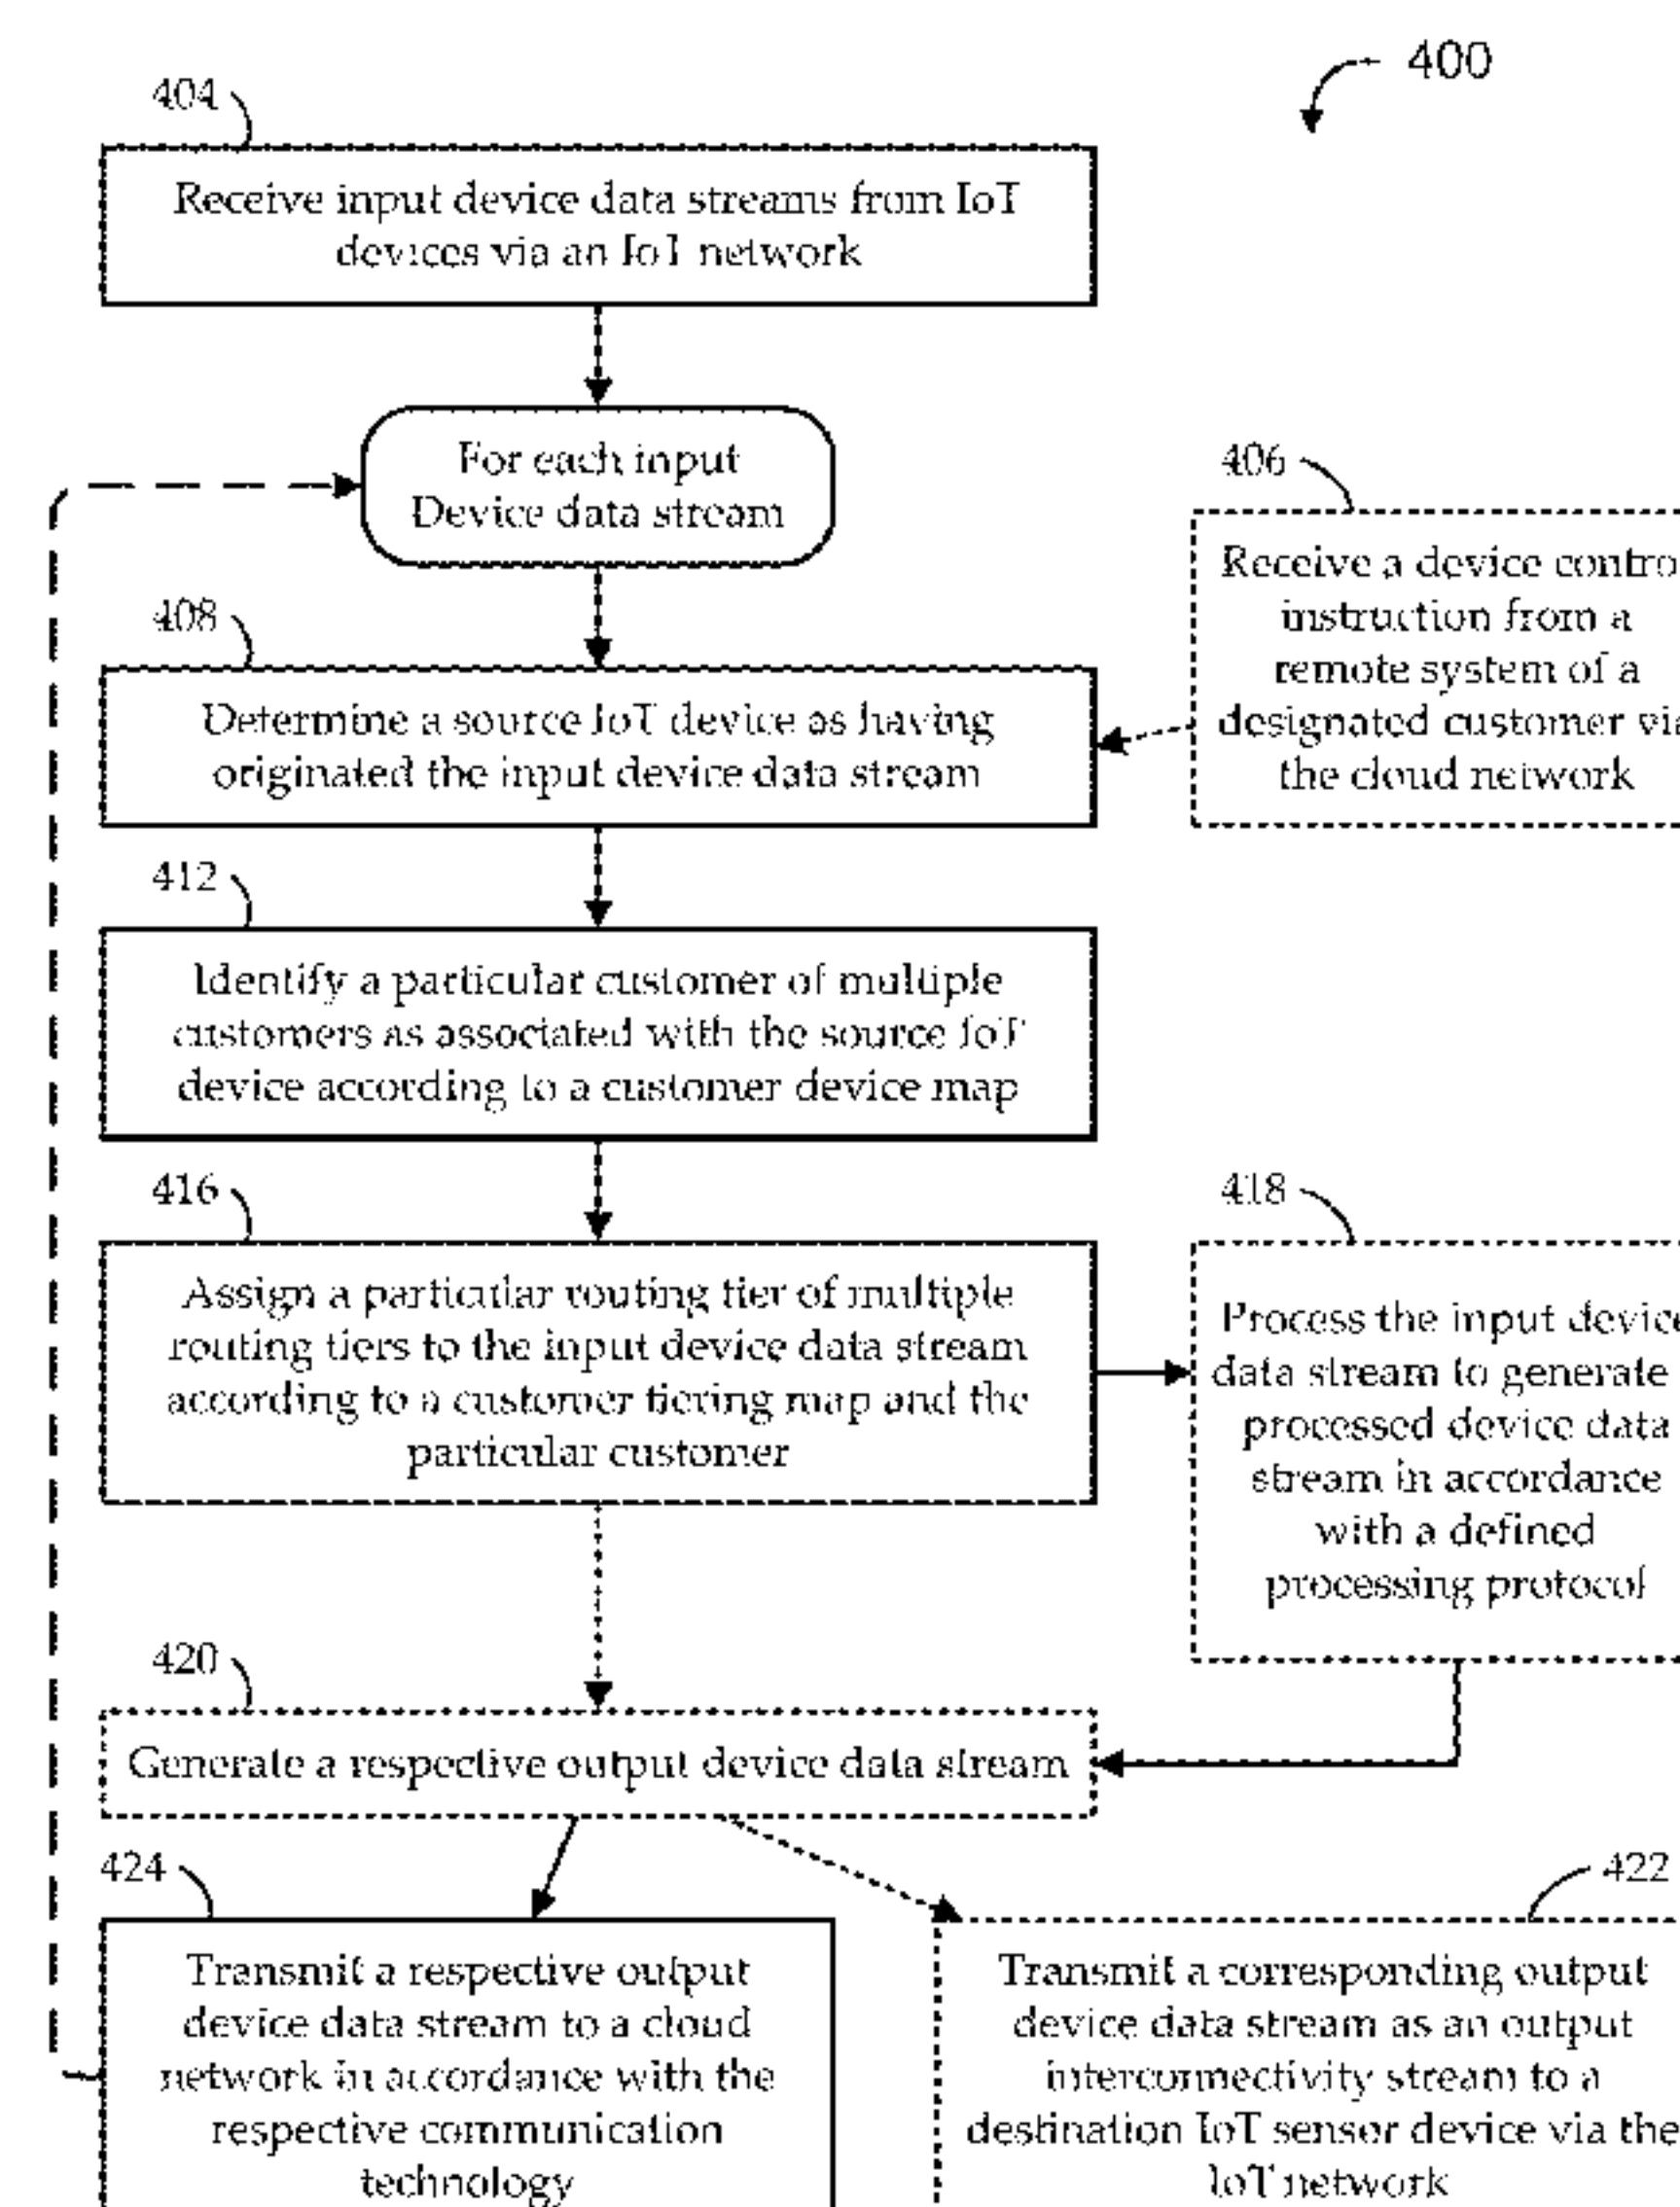 400
404
Receive input device data streams from IoT
devices via an IoT network
For each input
Device data stream
406
Receive a device contro
instruction from a
remote system of a
designated customer via
the cloud network
408
Determine a source IoT device as having
originated the input device data stream
412
Identify a particular customer of multiple
customers as associated with the source IoT
device according to a customer device map
416
Assign a particular routing tier of multiple
routing tiers to the input device data stream
according to a customer tiering map and the
particular customer
418
Process the input device
data stream to generate
processed device data
stream in accordance
with a defined
processing protocol
420
Generate a respective output device data stream
424
Transmit a respective output
device data stream to a cloud
network in accordance with the
respective communication
technology
422
Transmit a corresponding output
device data stream as an output
interconnectivity stream to a
destination IoT sensor device via the
IoT network